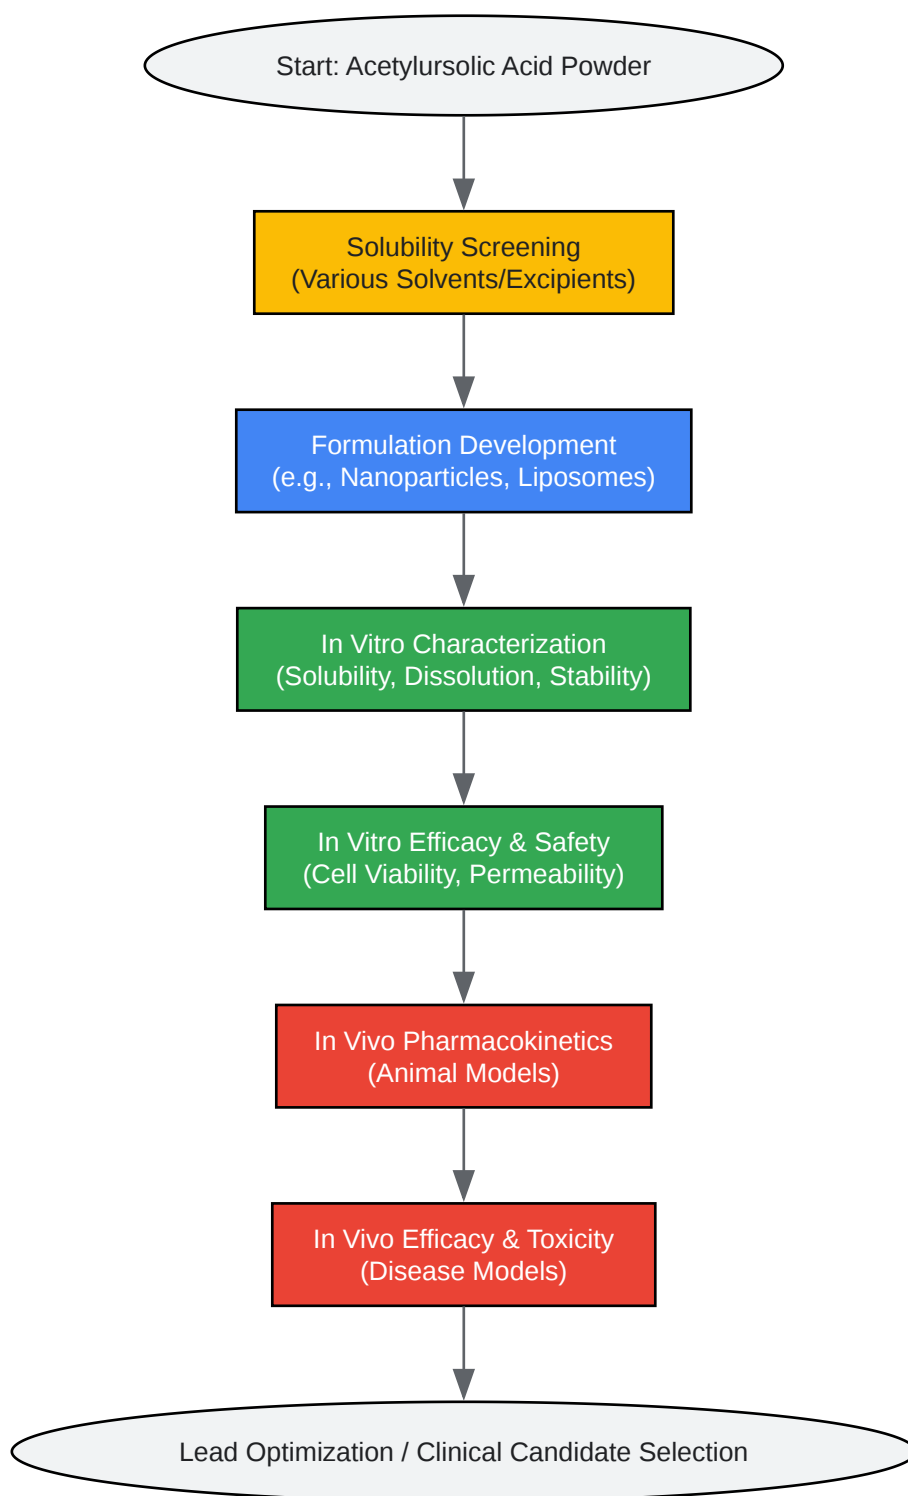 Start: Acetylursolic Acid Powder
Solubility Screening
(Various Solvents/Excipients)
Formulation Development
(e.g., Nanoparticles, Liposomes)
In Vitro Characterization
(Solubility, Dissolution, Stability)
In Vitro Efficacy & Safety
(Cell Viability, Permeability)
In Vivo Pharmacokinetics
(Animal Models)
In Vivo Efficacy & Toxicity
(Disease Models)
Lead Optimization / Clinical Candidate Selection